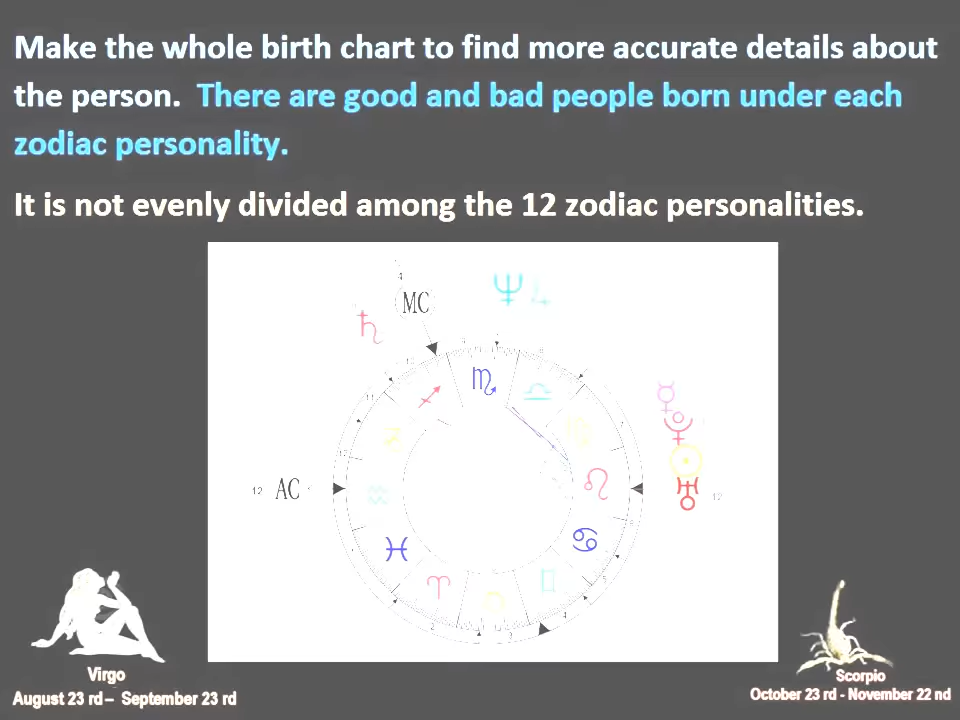 Make the whole birth chart to find more accurate details about
the person. There are good and bad people born under each
zodiac personality.
It is not evenly divided among the 12 zodiac personalities.
MC
12 AC
12
Virgo
August 23 rd – September 23 rd
Scorpio
October 23 rd - November 22 nd